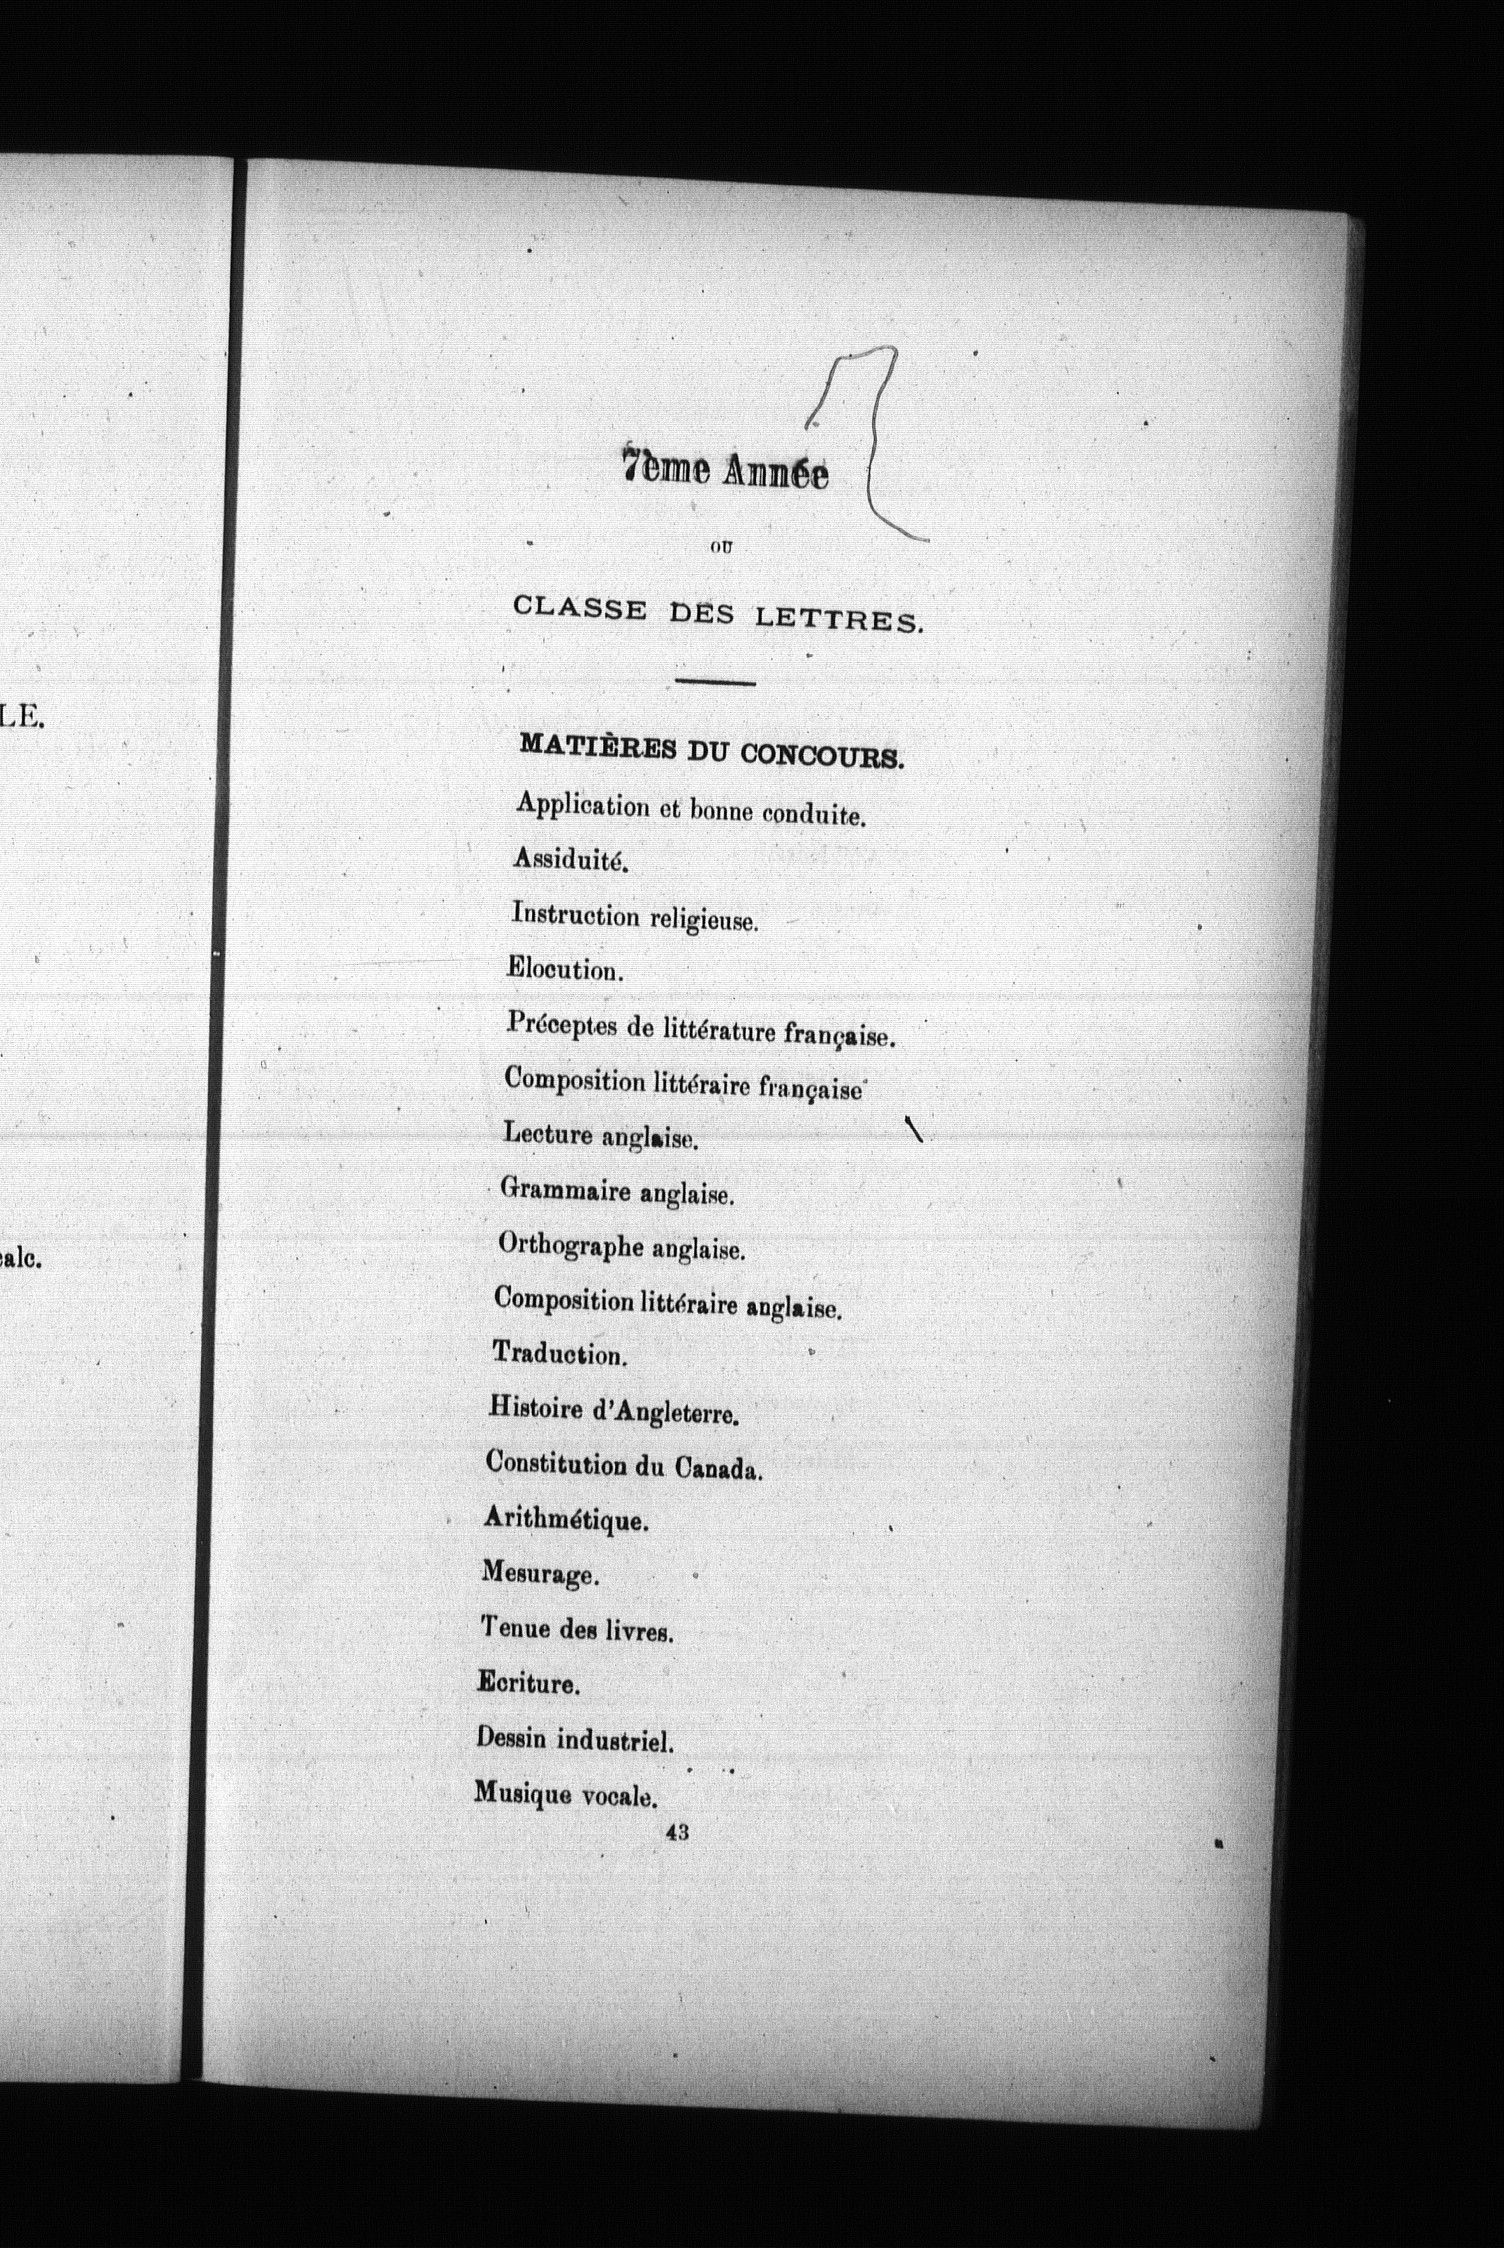 LE.
alc.
7ème Année
OU
CLASSE DES LETTRES.
MATIÈRES DU CONCOURS.
Application et bonne conduite.
Assiduité.
Instruction religieuse.
Elocution.
Préceptes de littérature française.
Composition littéraire française
Lecture anglaise.
Grammaire anglaise.
Orthographe anglaise.
Composition littéraire anglaise.
Traduction.
Histoire d'Angleterre.
Constitution du Canada.
Arithmétique.
Mesurage.
Tenue des livres.
Ecriture.
Dessin industriel.
Musique vocale.
43